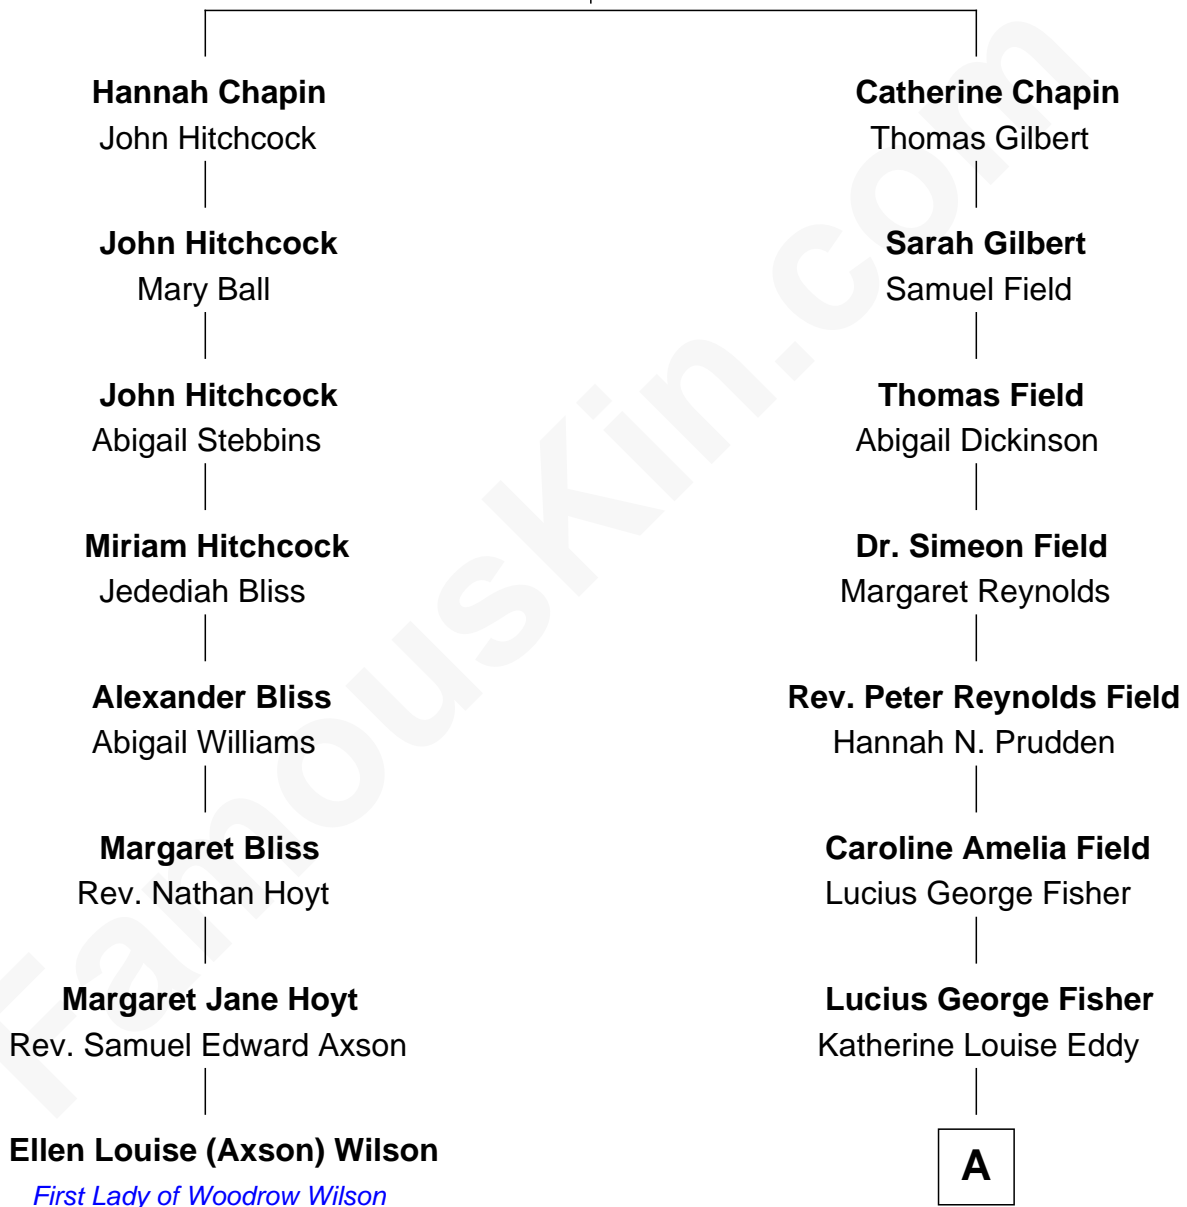 Hannah Chapin
John Hitchcock
Catherine Chapin
Thomas Gilbert
John Hitchcock
Mary Ball
Sarah Gilbert
Samuel Field
John Hitchcock
Abigail Stebbins
Thomas Field
Abigail Dickinson
Miriam Hitchcock
Jedediah Bliss
Dr. Simeon Field
Margaret Reynolds
Alexander Bliss
Abigail Williams
Rev. Peter Reynolds Field
Hannah N. Prudden
Margaret Bliss
Rev. Nathan Hoyt
Caroline Amelia Field
Lucius George Fisher
Margaret Jane Hoyt
Rev. Samuel Edward Axson
Lucius George Fisher
Katherine Louise Eddy
Ellen Louise (Axson) Wilson
First Lady of Woodrow Wilson
A
FamousKin.com